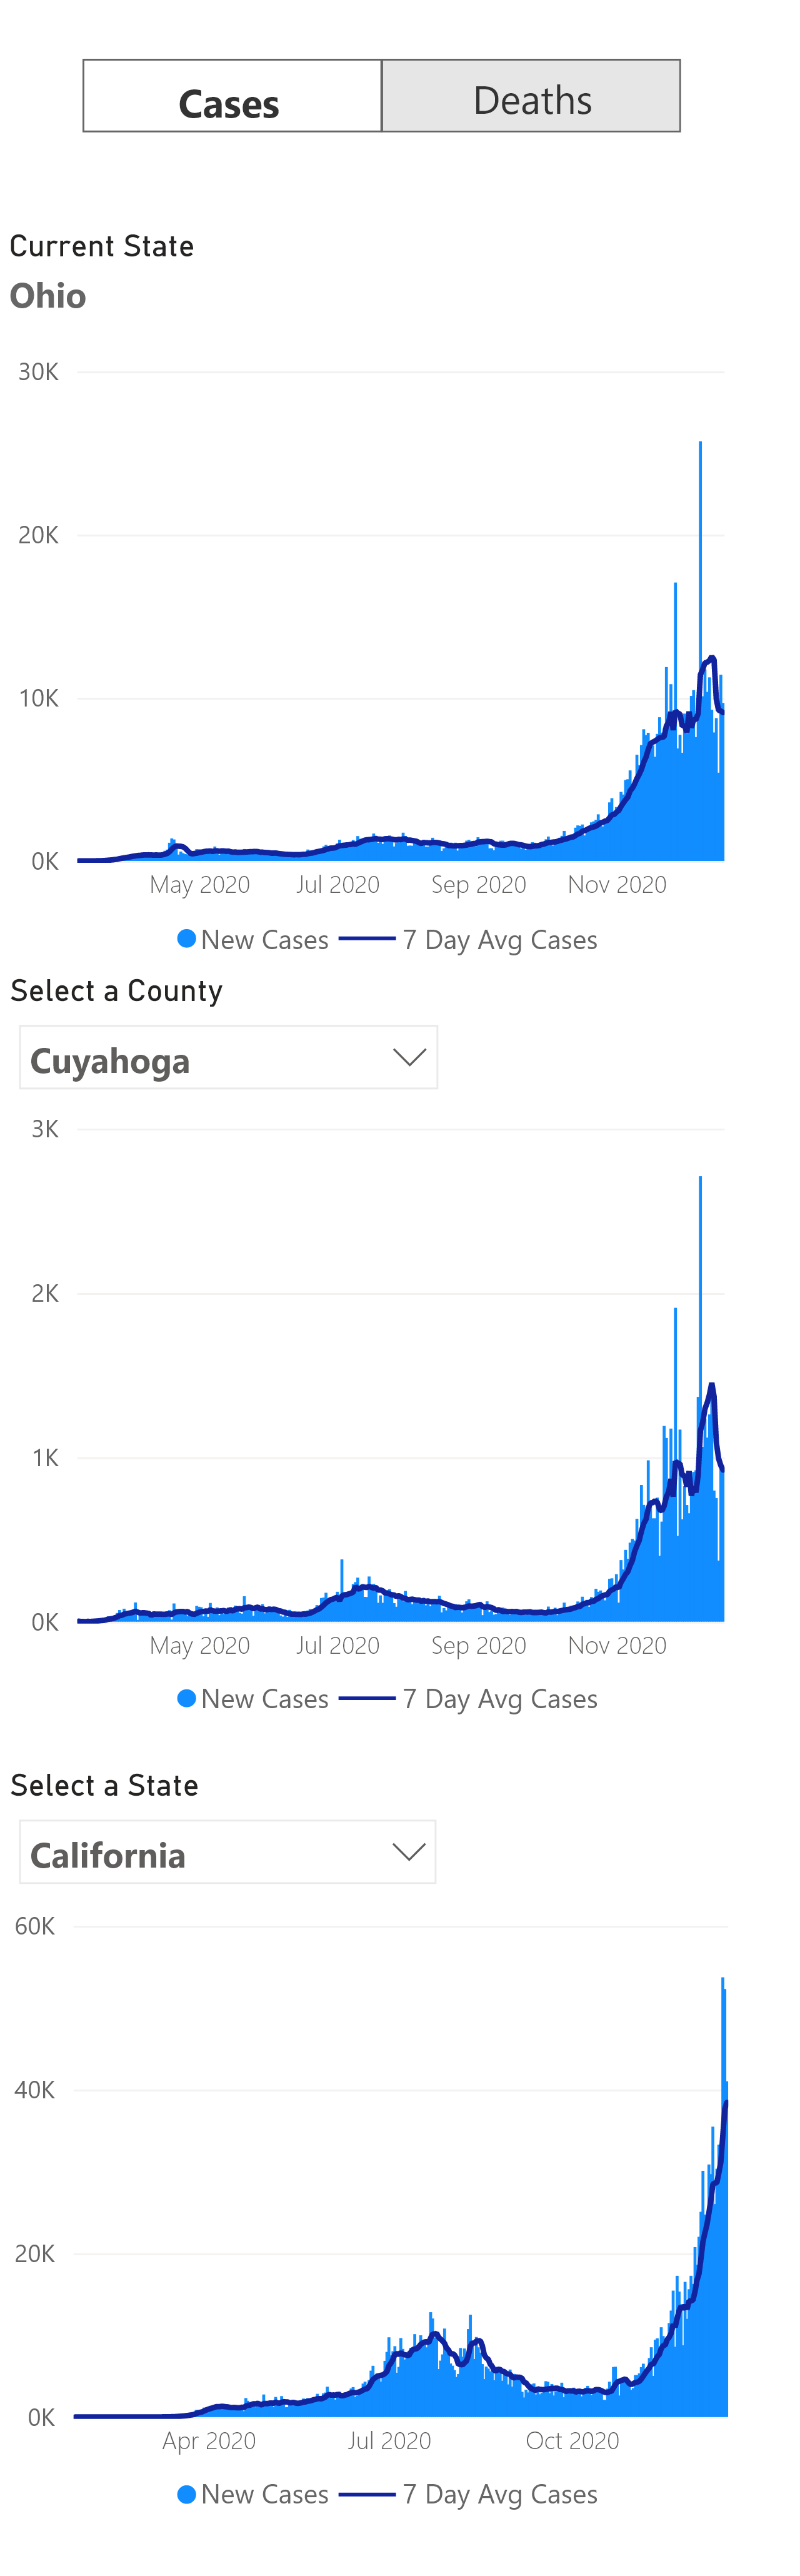 Cases Deaths
Current State
Ohio
30K
20K
10K
0K
May 2020 Jul 2020 Sep 2020 Nov 2020
New Cases 7 Day Avg Cases
Select a County
Cuyahoga
3K
2K
1K
0K
May 2020 Jul 2020 Sep 2020 Nov 2020
New Cases 7 Day Avg Cases
Select a State
California
60K
40K
20K
0K
Apr 2020 Jul 2020 Oct 2020
New Cases 7 Day Avg Cases